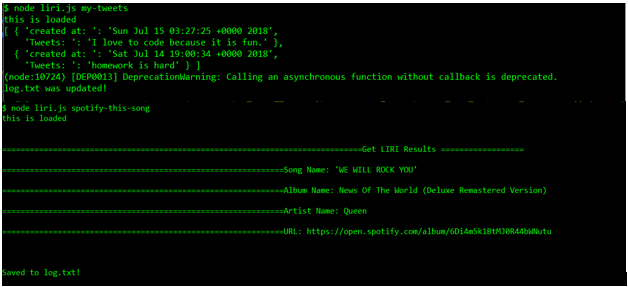 $ node liri.js my-tweets
this is loaded
[ { 'created at: ': 'Sun Jul 15 03:27:25 +0000 2018',
'Tweets: ': 'I love to code because it is fun.' },
{ 'created at: ': 'Sat Jul 14 19:00:34 +0000 2018',
'Tweets: ': 'homework is hard' } ]
(node:10724) [DEP0013] DeprecationWarning: Calling an asynchronous function without callback is deprecated.
log.txt was updated!
$ node liri.js spotify-this-song
this is loaded
==============================================================================Get LIRI Results ==================
=============================================================Song Name: 'WE WILL ROCK YOU'
=============================================================Album Name: News Of The World (Deluxe Remastered Version)
=============================================================Artist Name: Queen
=============================================================URL: https://open.spotify.com/album/6Di4m5k1BtMJ0R44bWNutu
Saved to log.txt!